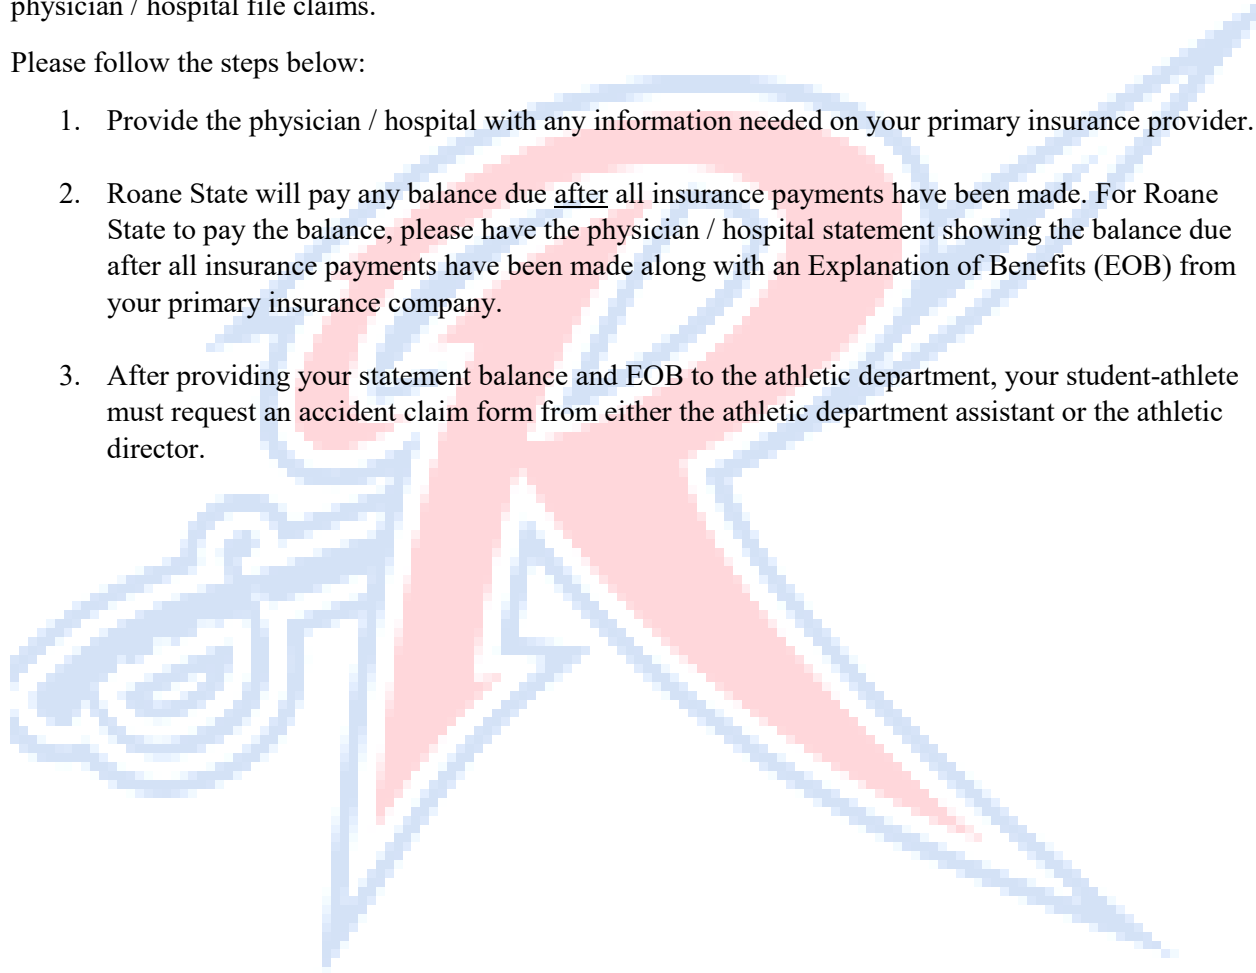 physician / hospital file claims.
Please follow the steps below:
1. Provide the physician / hospital with any information needed on your primary insurance provider.
2. Roane State will pay any balance due after all insurance payments have been made. For Roane
State to pay the balance, please have the physician / hospital statement showing the balance due
after all insurance payments have been made along with an Explanation of Benefits (EOB) from
your primary insurance company.
3. After providing your statement balance and EOB to the athletic department, your student-athlete
must request an accident claim form from either the athletic department assistant or the athletic
director.